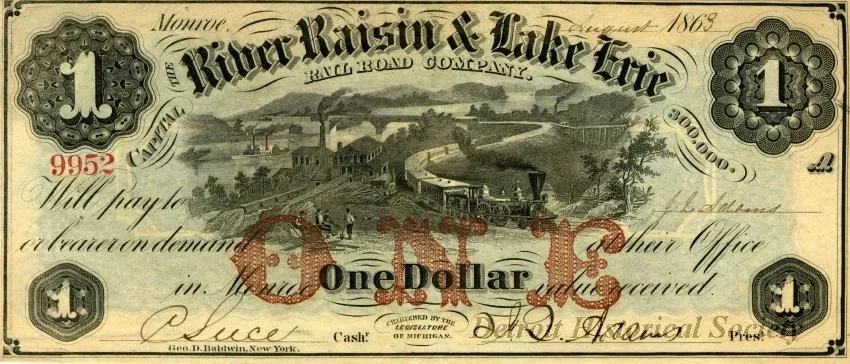 Monroe. August 1863
THE
River Raisin & Lake Erie
RAIL ROAD COMPANY.
1 1
CAPITAL 300,000.
9952
Will pay to
or bearer on demand at their Office
ONE
in Monroe One Dollar value received.
1 1
CHARTERED BY THE
LEGISLATURE
OF MICHIGAN.
Cashr. Prest.
Geo. D. Baldwin, New York.
Detroit Historical Society